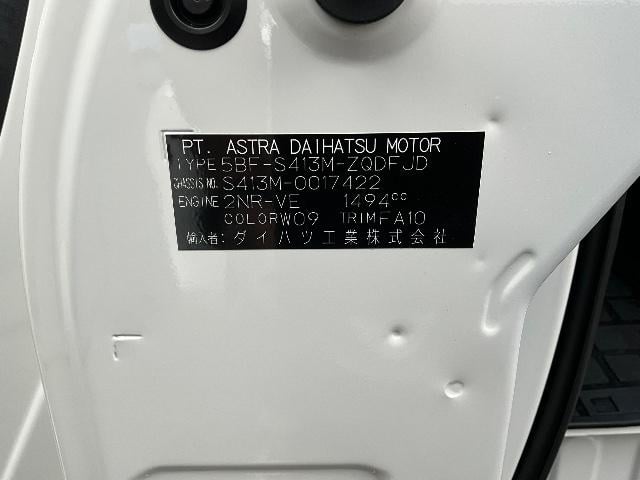 PT. ASTRA DAIHATSU MOTOR
TYPE 5BF-S413M-ZQDFJD
CHASSIS NO. S413M-0017422
ENGINE 2NR-VE 1494cc
COLOR W09 TRIM FA10
輸入者: ダイハツ工業株式会社